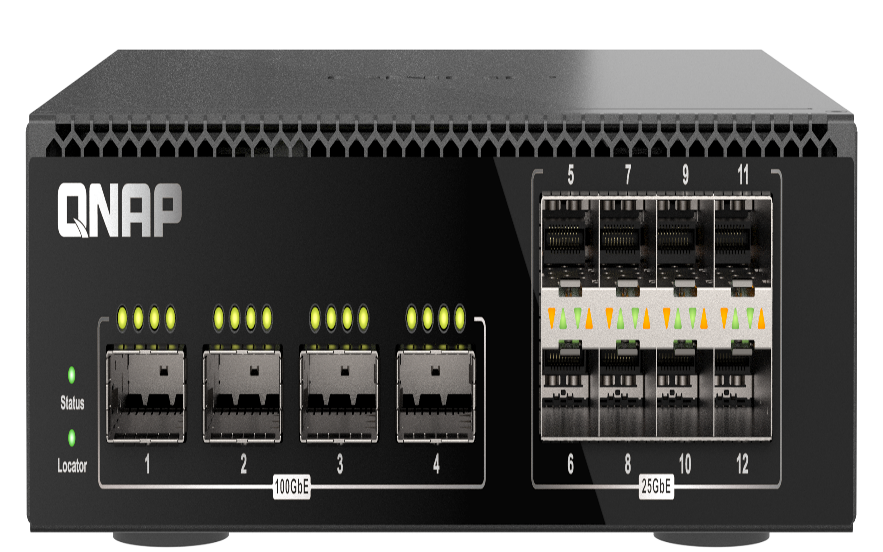 QNAP
5 7 9 11
Status
Locator
1 2 3 4
6 8 10 12
100GbE
25GbE